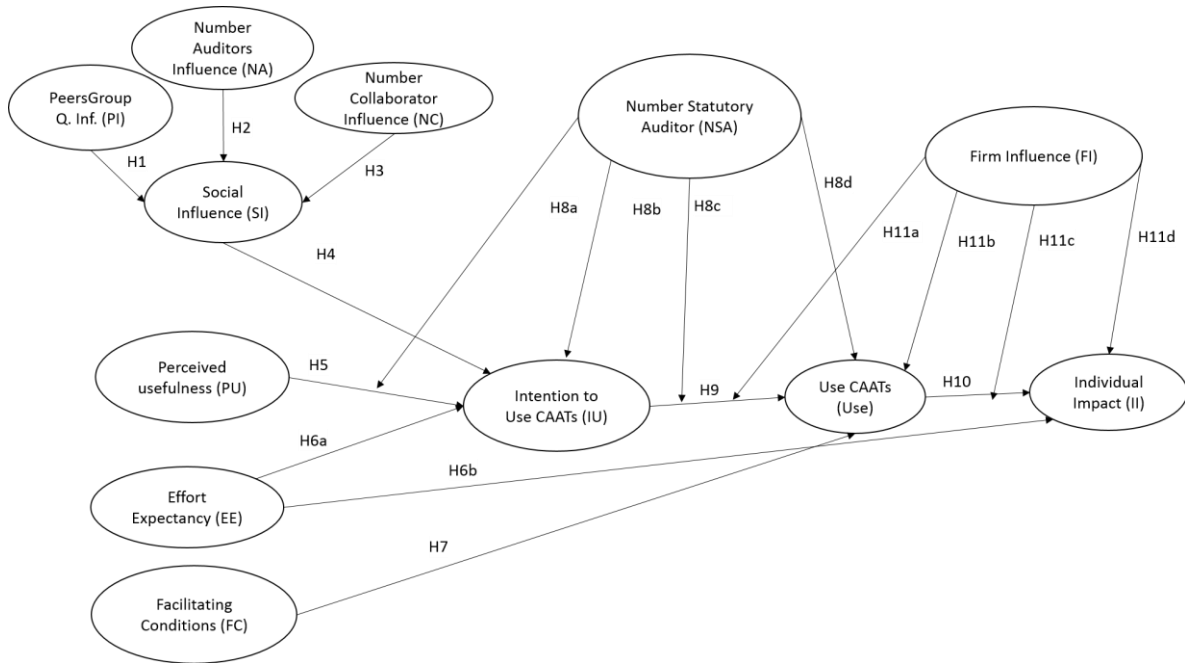 Number
Auditors
Influence (NA)
PeersGroup
Q. Inf. (PI)
Number
Collaborator
Influence (NC)
Number Statutory
Auditor (NSA)
Firm Influence (FI)
H1
H2
H3
Social
Influence (SI)
H4
H8a
H8b
H8c
H8d
H11a
H11b
H11c
H11d
Perceived
usefulness (PU)
H5
Intention to
Use CAATs (IU)
H9
Use CAATs
(Use)
H10
Individual
Impact (II)
H6a
H6b
Effort
Expectancy (EE)
H7
Facilitating
Conditions (FC)